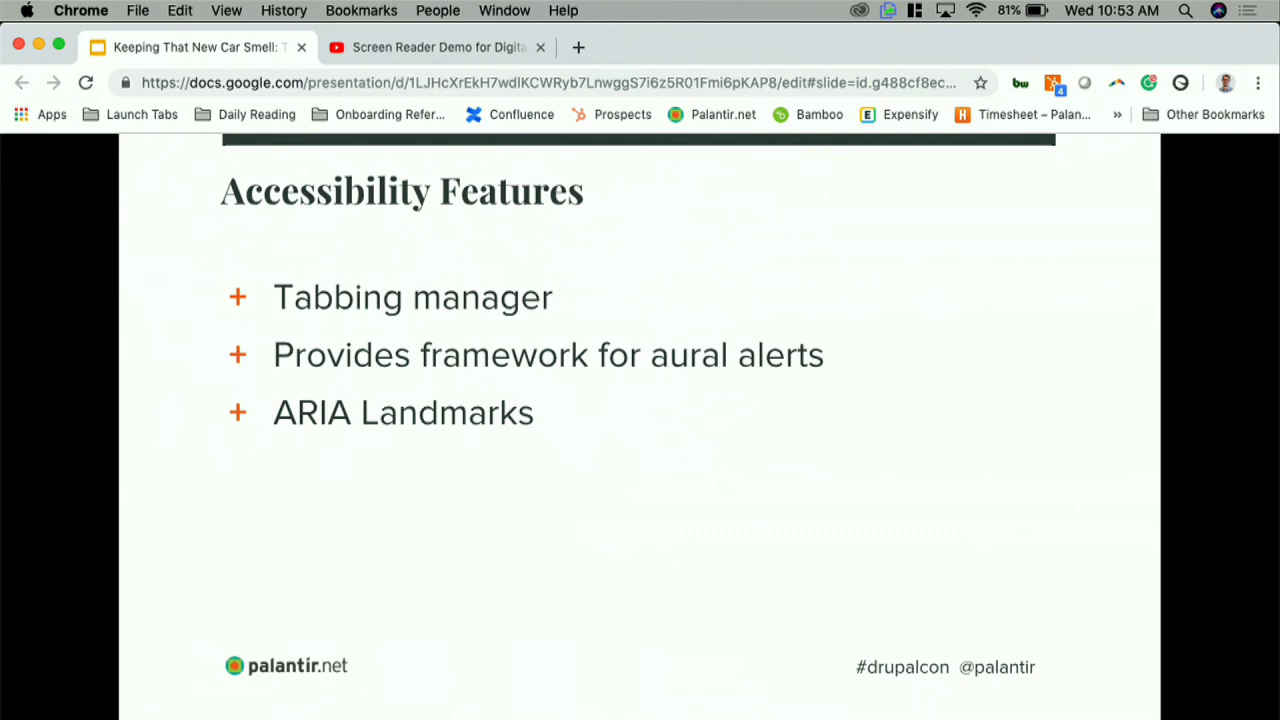 Chrome File Edit View History Bookmarks People Window Help 81% Wed 10:53 AM
Keeping That New Car Smell: T Screen Reader Demo for Digita
https://docs.google.com/presentation/d/1LJHcXrEkH7wdlKCWRyb7LnwggS7i6z5R01Fmi6pKAP8/edit#slide=id.g488cf8ec... bw 4
Apps Launch Tabs Daily Reading Onboarding Refer... Confluence Prospects Palantir.net Bamboo E Expensify H Timesheet – Palan... » Other Bookmarks
Accessibility Features
+ Tabbing manager
+ Provides framework for aural alerts
+ ARIA Landmarks
palantir.net #drupalcon @palantir